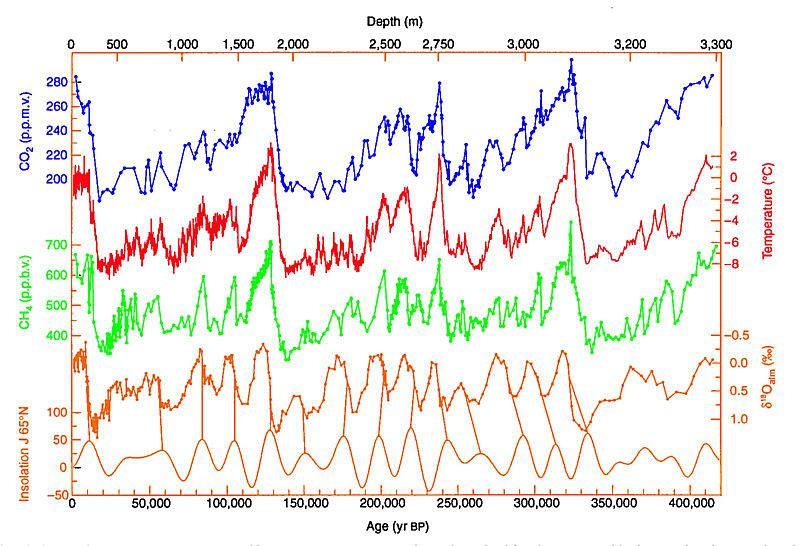 Depth (m)
0 500 1,000 1,500 2,000 2,500 2,750 3,000 3,200 3,300
CO2 (p.p.m.v.)
280
260
240
220
200
Temperature (°C)
2
0
−2
−4
−6
−8
CH4 (p.p.b.v.)
700
600
500
400
δ18Oatm (‰)
−0.5
0.0
0.5
1.0
Insolation J 65°N
100
50
0
−50
0 50,000 100,000 150,000 200,000 250,000 300,000 350,000 400,000
Age (yr BP)